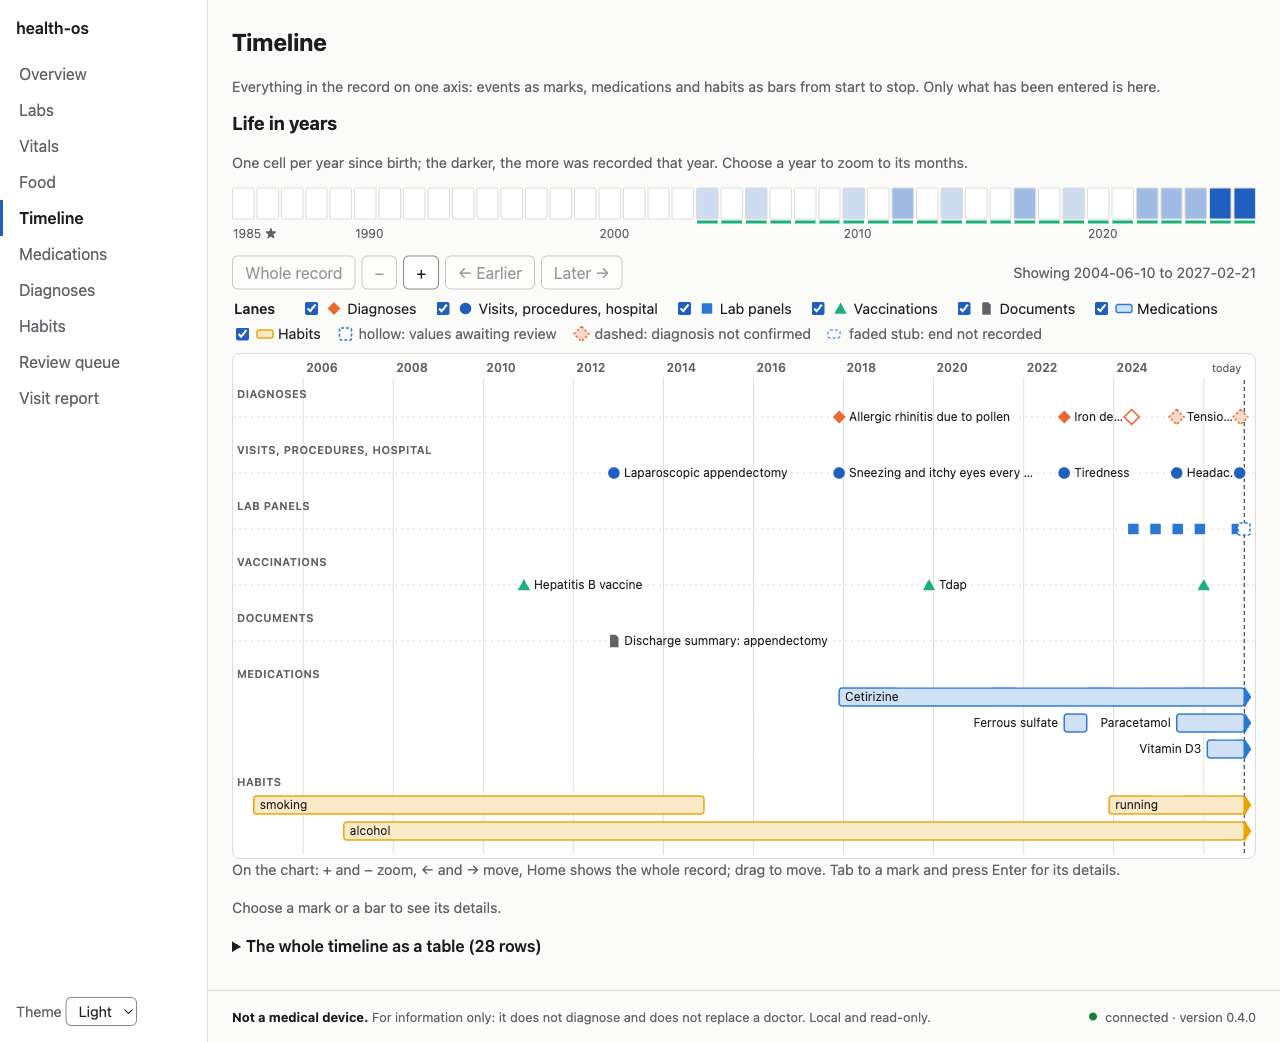 health-os
Overview
Labs
Vitals
Food
Timeline
Medications
Diagnoses
Habits
Review queue
Visit report
Theme Light
Timeline
Everything in the record on one axis: events as marks, medications and habits as bars from start to stop. Only what has been entered is here.
Life in years
One cell per year since birth; the darker, the more was recorded that year. Choose a year to zoom to its months.
1985 ★ 1990 2000 2010 2020
Whole record − + ← Earlier Later → Showing 2004-06-10 to 2027-02-21
Lanes Diagnoses Visits, procedures, hospital Lab panels Vaccinations Documents Medications
Habits hollow: values awaiting review dashed: diagnosis not confirmed faded stub: end not recorded
2006 2008 2010 2012 2014 2016 2018 2020 2022 2024 today
DIAGNOSES
Allergic rhinitis due to pollen Iron de... Tensio...
VISITS, PROCEDURES, HOSPITAL
Laparoscopic appendectomy Sneezing and itchy eyes every ... Tiredness Headac.
LAB PANELS
VACCINATIONS
Hepatitis B vaccine Tdap
DOCUMENTS
Discharge summary: appendectomy
MEDICATIONS
Cetirizine
Ferrous sulfate Paracetamol
Vitamin D3
HABITS
smoking running
alcohol
On the chart: + and − zoom, ← and → move, Home shows the whole record; drag to move. Tab to a mark and press Enter for its details.
Choose a mark or a bar to see its details.
▶ The whole timeline as a table (28 rows)
Not a medical device. For information only: it does not diagnose and does not replace a doctor. Local and read-only. connected · version 0.4.0